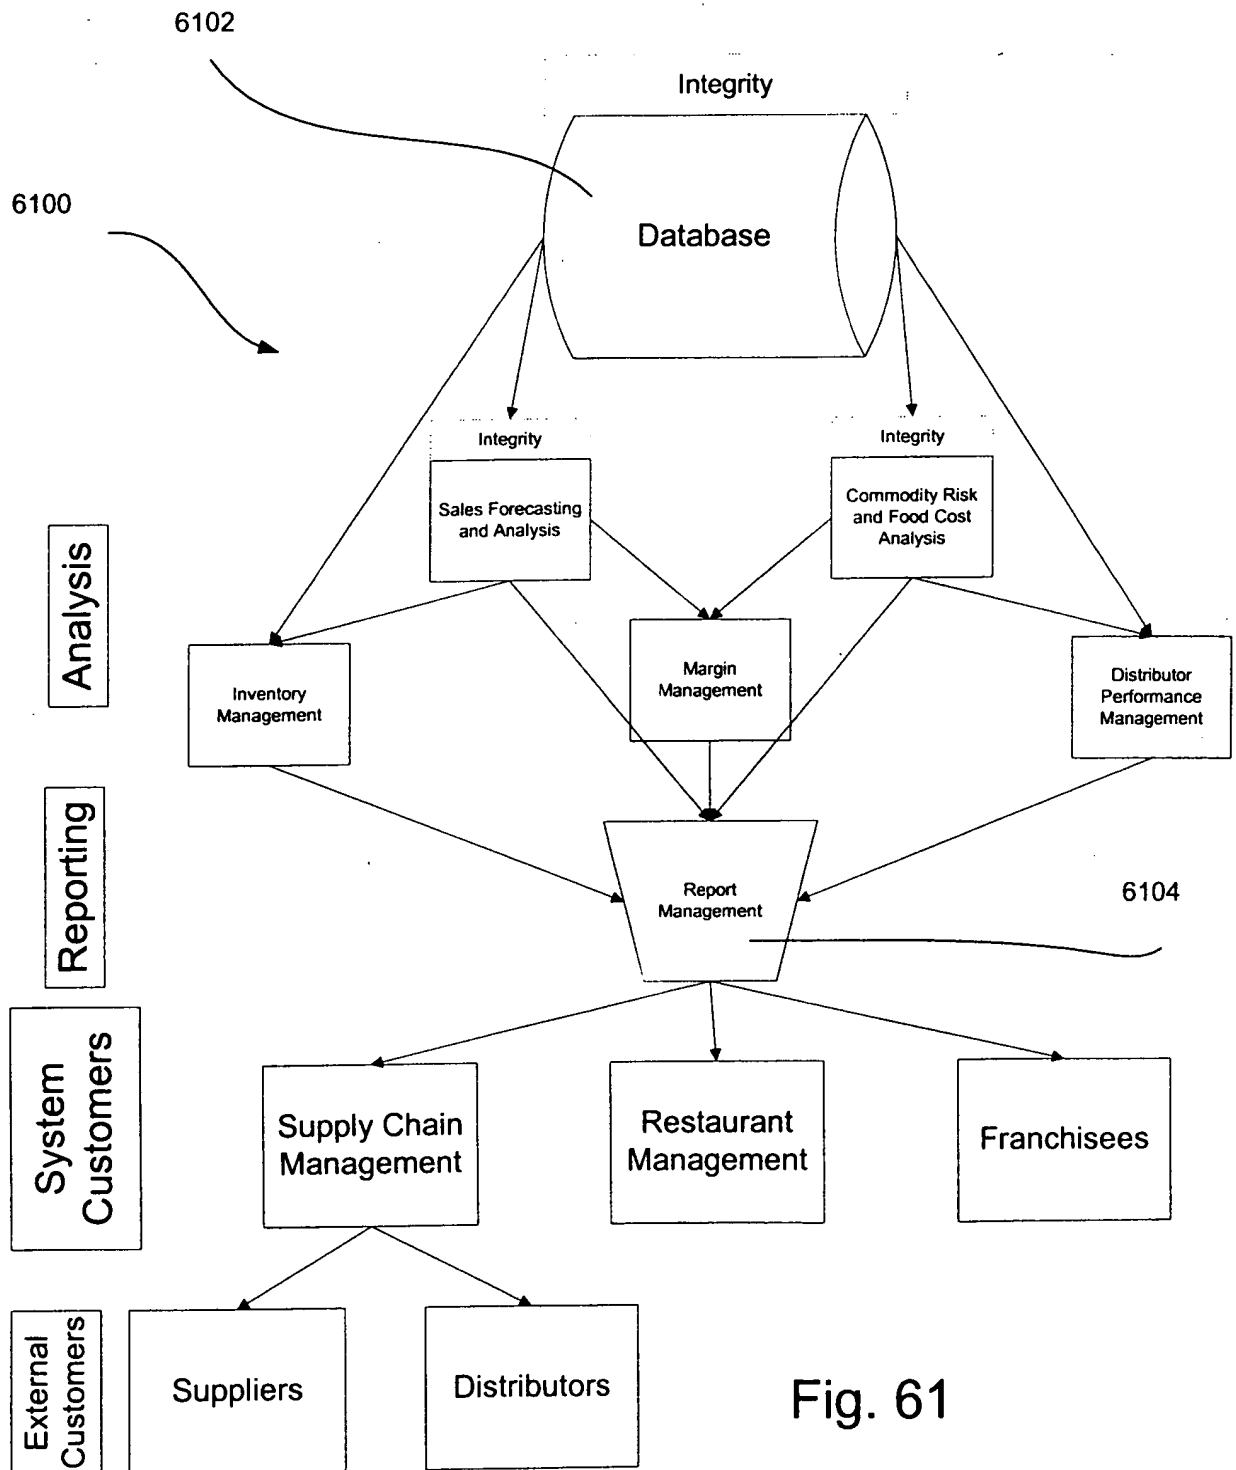 6102
Integrity
6100
Database
Integrity
Integrity
Sales Forecasting
and Analysis
Commodity Risk
and Food Cost
Analysis
Analysis
Inventory
Management
Margin
Management
Distributor
Performance
Management
Reporting
Report
Management
6104
System
Customers
Supply Chain
Management
Restaurant
Management
Franchisees
External
Customers
Suppliers
Distributors
Fig. 61